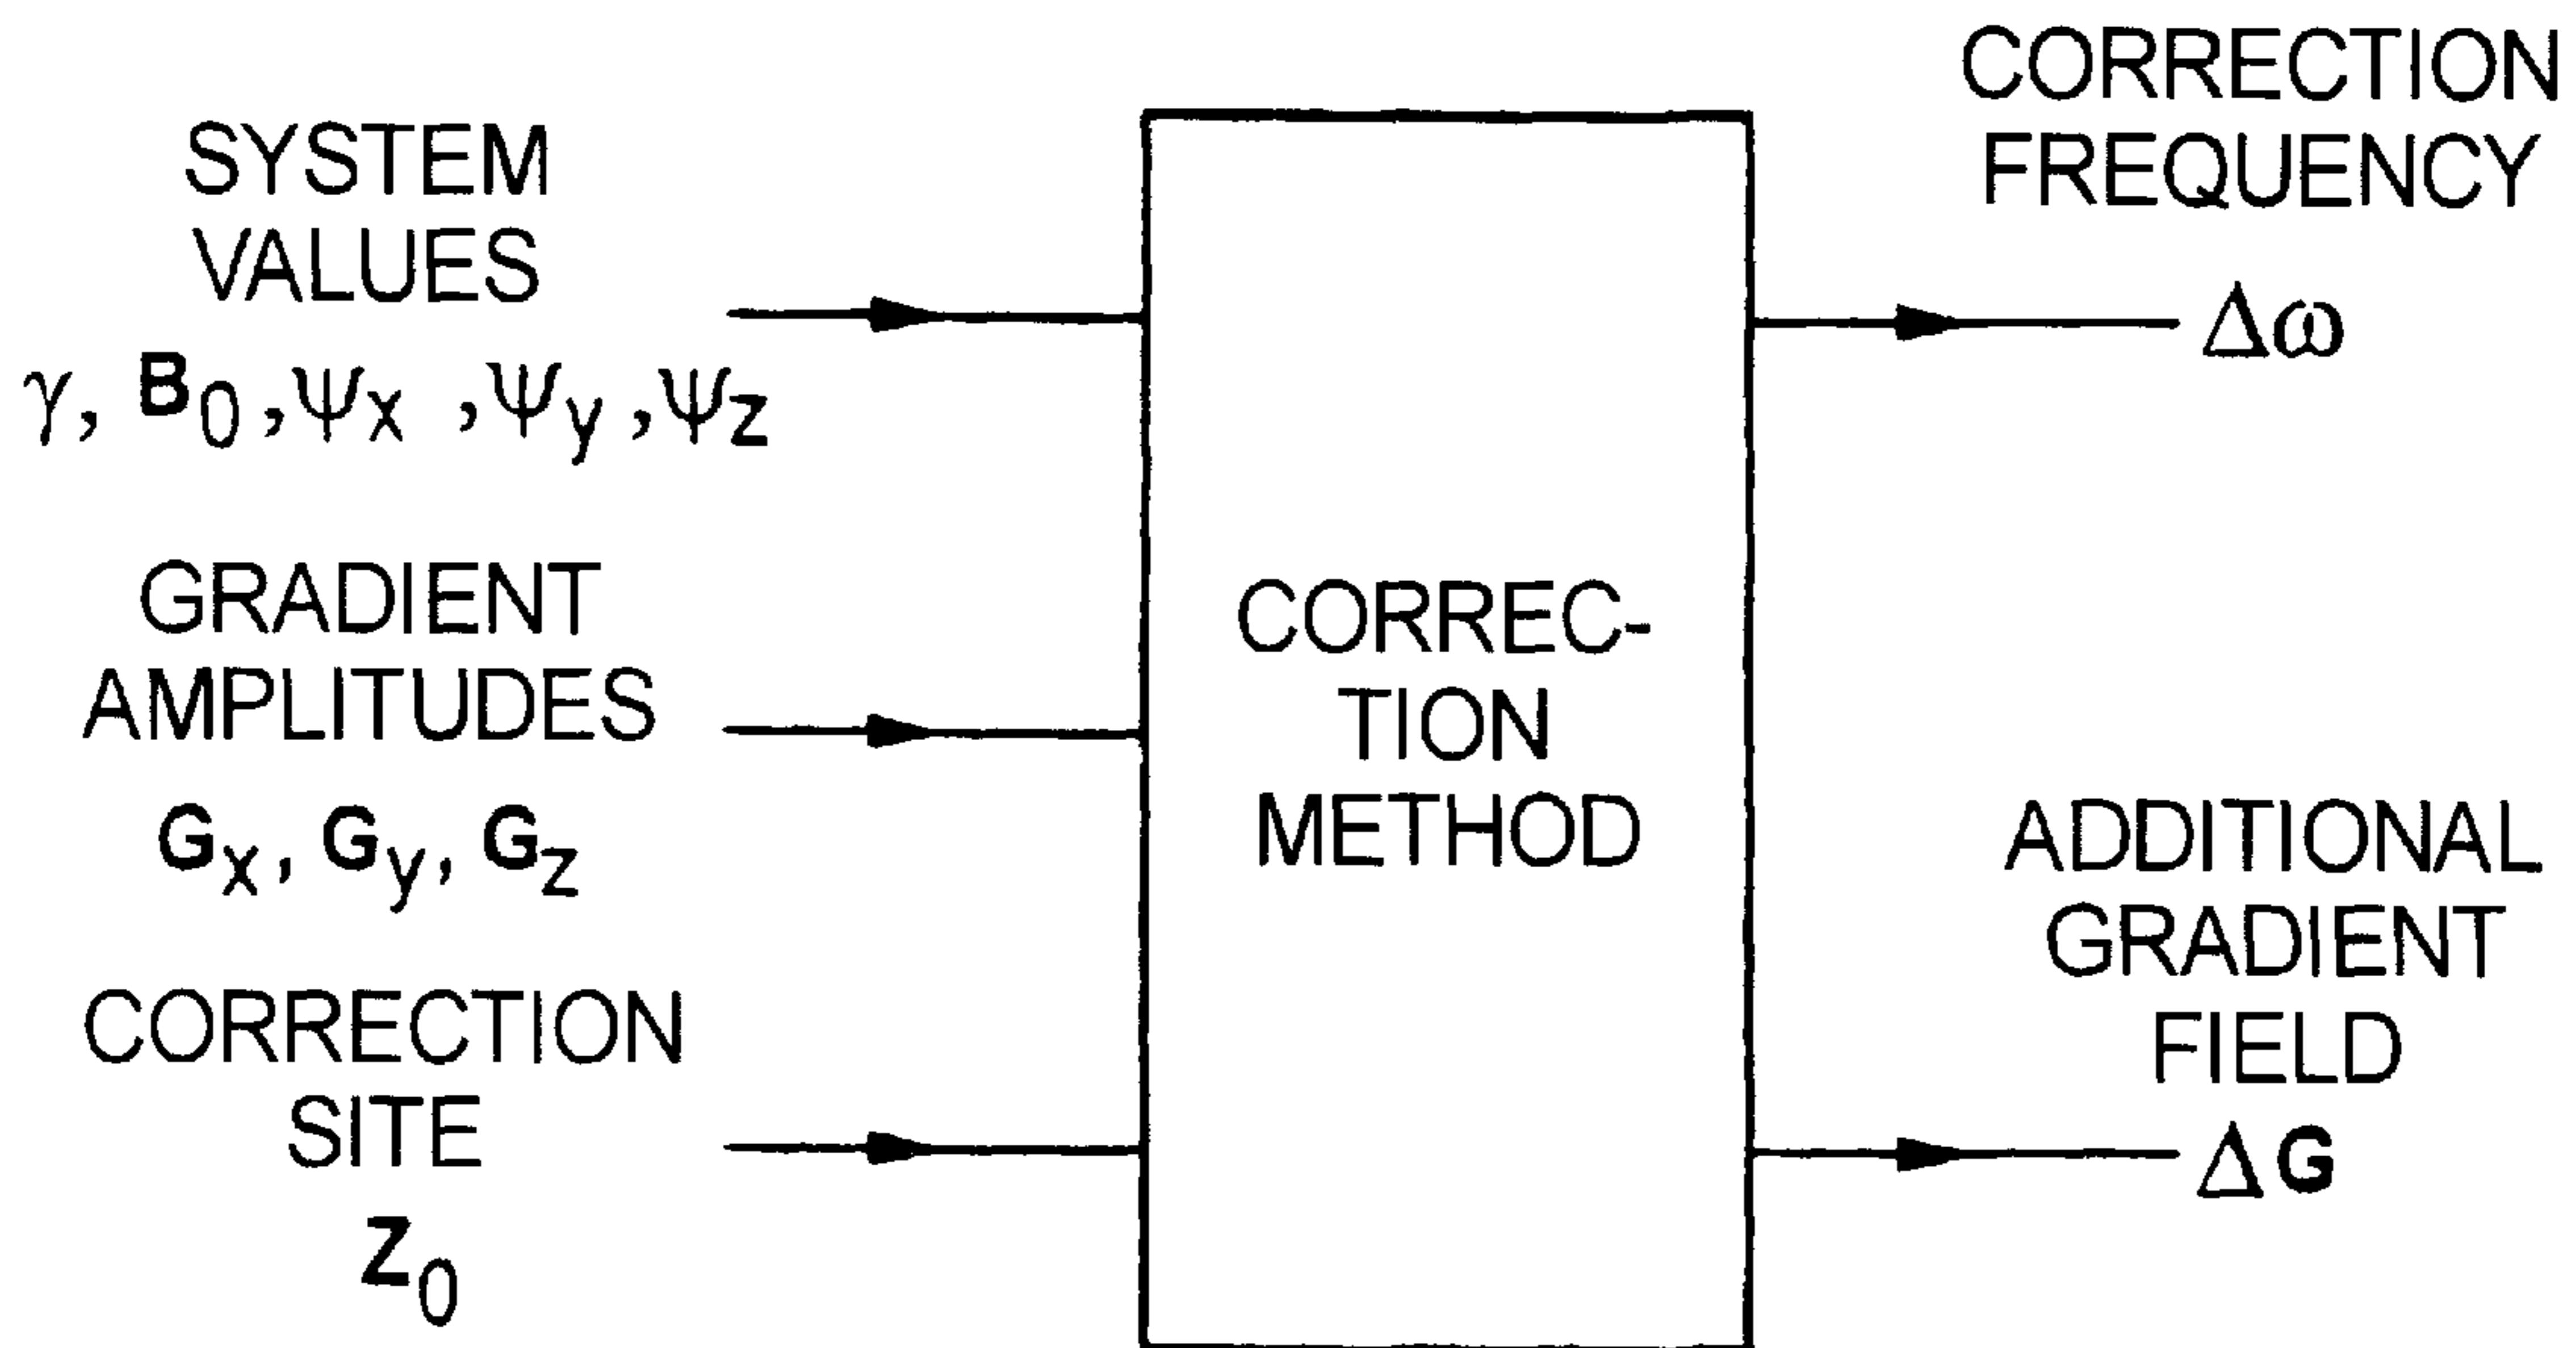 SYSTEM
VALUES
γ, B₀, ψₓ, ψᵧ, ψz
GRADIENT
AMPLITUDES
Gₓ, Gy, Gz
CORRECTION
SITE
Z₀
CORREC-
TION
METHOD
CORRECTION
FREQUENCY
Δω
ADDITIONAL
GRADIENT
FIELD
ΔG